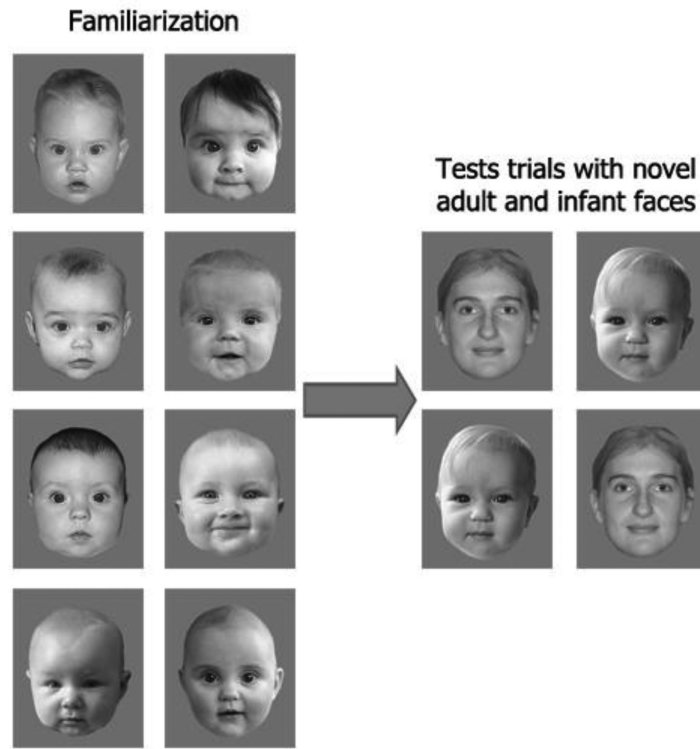 Familiarization
Tests trials with novel
adult and infant faces